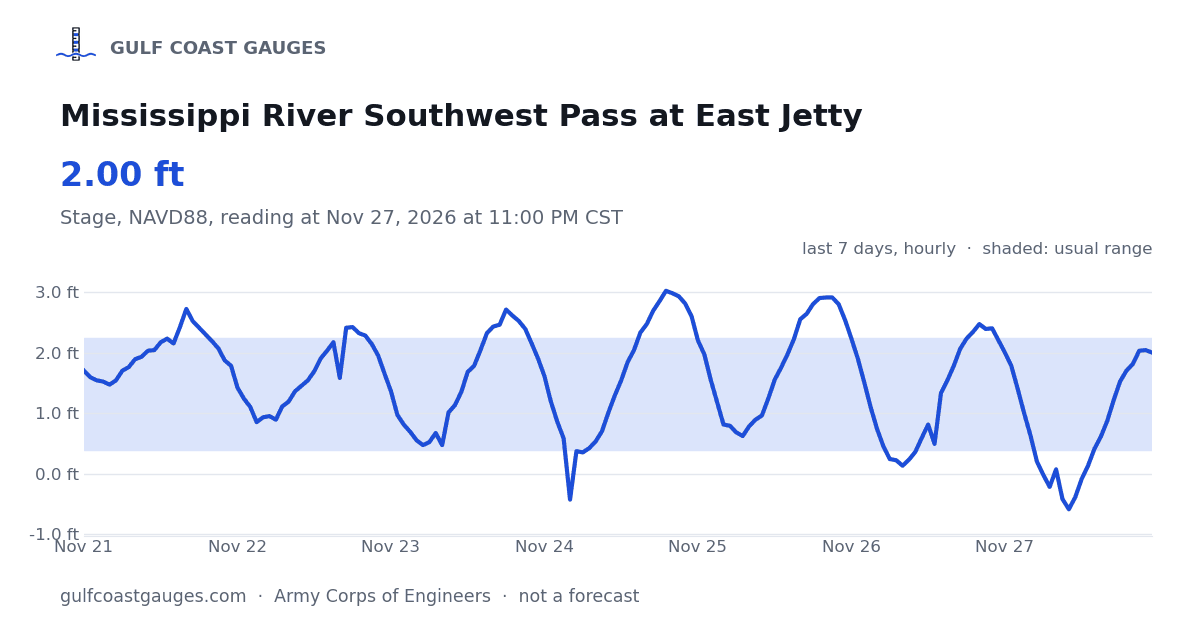 GULF COAST GAUGES
Mississippi River Southwest Pass at East Jetty
2.00 ft
Stage, NAVD88, reading at Nov 27, 2026 at 11:00 PM CST
last 7 days, hourly · shaded: usual range
3.0 ft
2.0 ft
1.0 ft
0.0 ft
-1.0 ft
Nov 21 Nov 22 Nov 23 Nov 24 Nov 25 Nov 26 Nov 27
gulfcoastgauges.com · Army Corps of Engineers · not a forecast